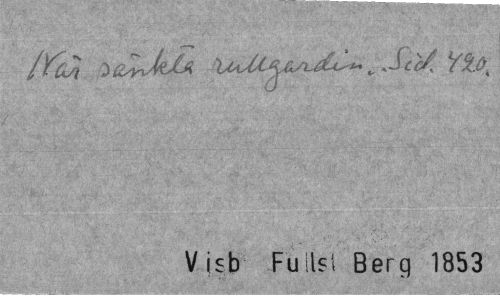 När sänkta rullgardin. Sid. 420.
Visb Fullst Berg 1853